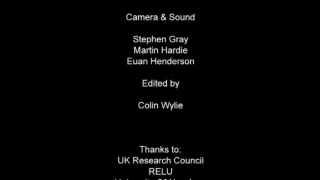 Camera & Sound
Stephen Gray
Martin Hardie
Euan Henderson
Edited by
Colin Wylie
Thanks to:
UK Research Council
RELU